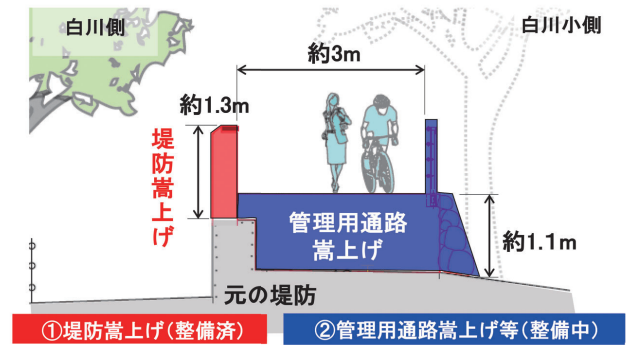 白川側
白川小側
約3m
約1.3m
堤防嵩上げ
管理用通路
嵩上げ
約1.1m
元の堤防
①堤防嵩上げ(整備済)
②管理用通路嵩上げ等(整備中)